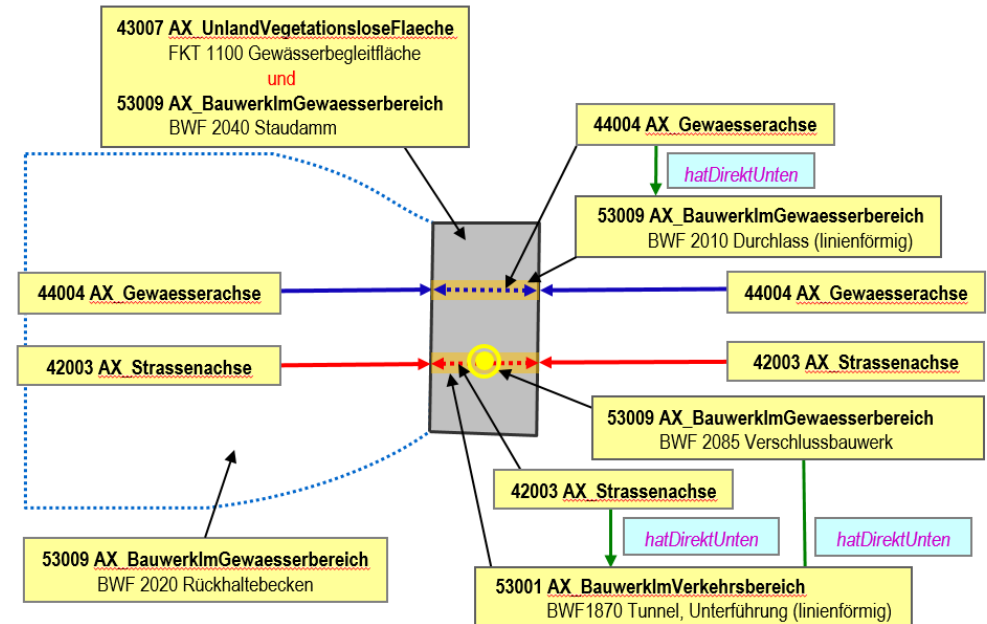 43007 AX_UnlandVegetationsloseFlaeche
FKT 1100 Gewässerbegleitfläche
und
53009 AX_BauwerkImGewaesserbereich
BWF 2040 Staudamm
44004 AX_Gewaesserachse
hatDirektUnten
53009 AX_BauwerkImGewaesserbereich
BWF 2010 Durchlass (linienförmig)
44004 AX_Gewaesserachse
44004 AX_Gewaesserachse
42003 AX_Strassenachse
42003 AX_Strassenachse
53009 AX_BauwerkImGewaesserbereich
BWF 2085 Verschlussbauwerk
42003 AX_Strassenachse
hatDirektUnten
hatDirektUnten
53009 AX_BauwerkImGewaesserbereich
BWF 2020 Rückhaltebecken
53001 AX_BauwerkImVerkehrsbereich
BWF1870 Tunnel, Unterführung (linienförmig)